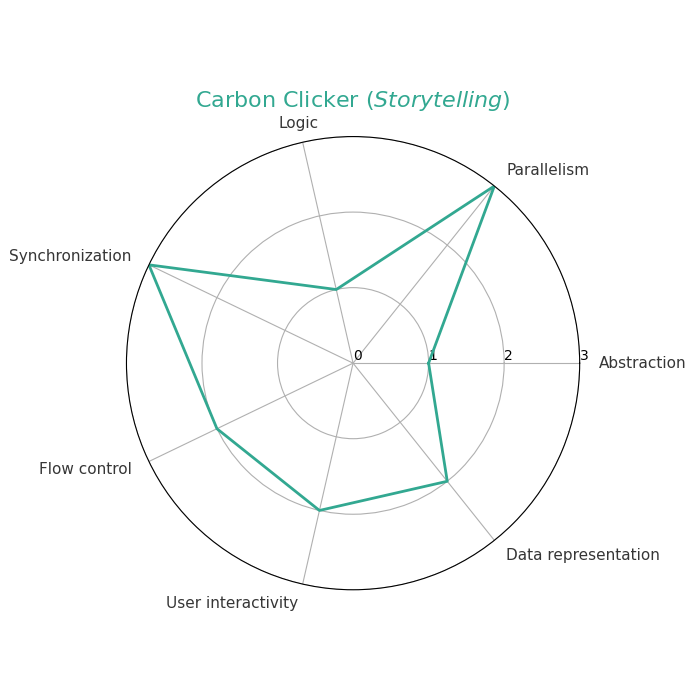 Carbon Clicker (Storytelling)
Logic
Parallelism
Synchronization
0
1
2
3
Abstraction
Flow control
Data representation
User interactivity